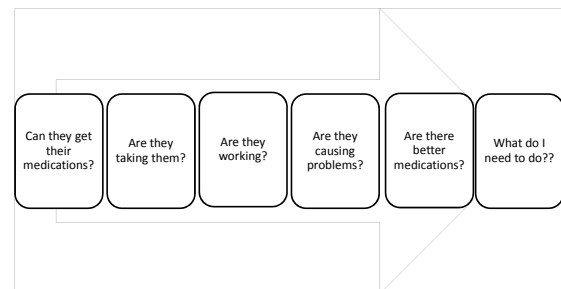 Can they get
their
medications?
Are they
taking them?
Are they
working?
Are they
causing
problems?
Are there
better
medications?
What do I
need to do??